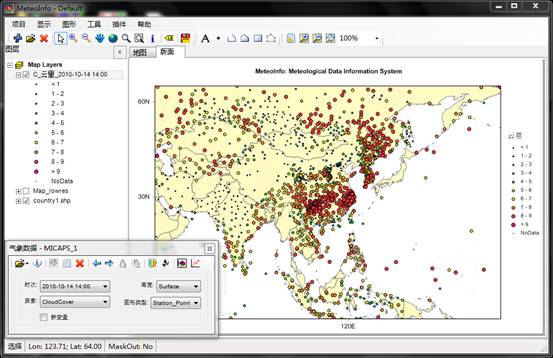 MeteoInfo - Default
项目 显示 图形 工具 插件 帮助
100%
图层
地图 版面
Map Layers
C_云量_2010-10-14 14:00
< 1
1 - 2
2 - 3
3 - 4
4 - 5
5 - 6
6 - 7
7 - 8
8 - 9
> 9
NoData
Map_lowres
country1.shp
MeteoInfo: Meteological Data Information System
60N
30N
120E
云量
< 1
1 - 2
2 - 3
3 - 4
4 - 5
5 - 6
6 - 7
7 - 8
8 - 9
> 9
NoData
气象数据 - MICAPS_1
时次: 2010-10-14 14:00 高度: Surface
要素: CloudCover 图形类型: Station_Point
新变量
选择 Lon: 123.71; Lat: 64.00 MaskOut: No